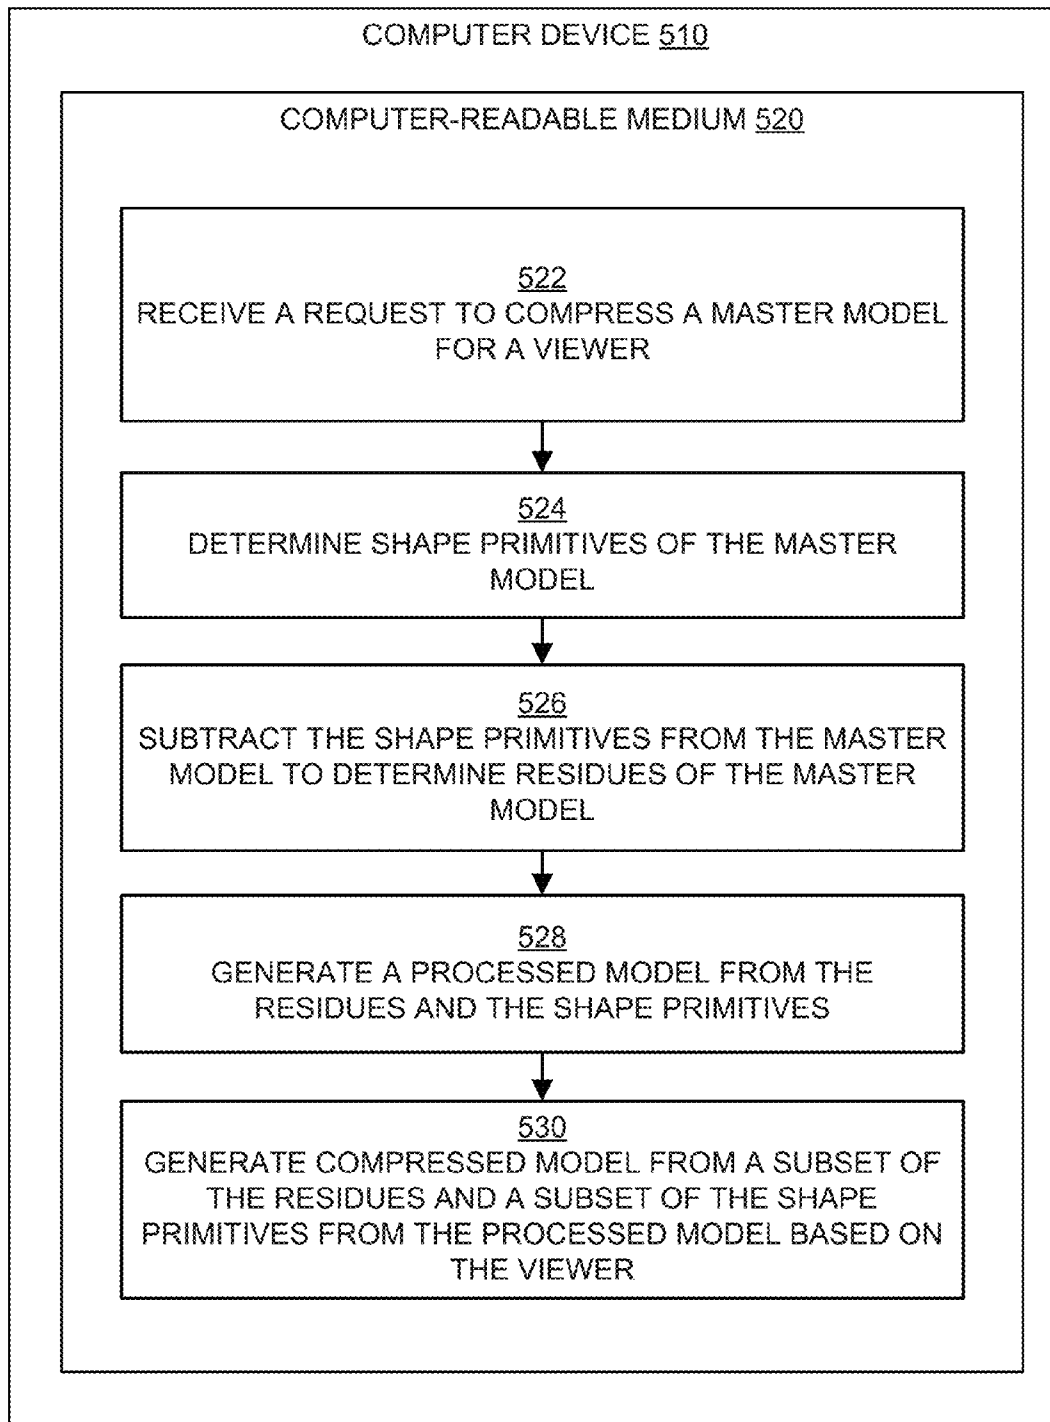 COMPUTER DEVICE 510
COMPUTER-READABLE MEDIUM 520
522
RECEIVE A REQUEST TO COMPRESS A MASTER MODEL
FOR A VIEWER
524
DETERMINE SHAPE PRIMITIVES OF THE MASTER
MODEL
526
SUBTRACT THE SHAPE PRIMITIVES FROM THE MASTER
MODEL TO DETERMINE RESIDUES OF THE MASTER
MODEL
528
GENERATE A PROCESSED MODEL FROM THE
RESIDUES AND THE SHAPE PRIMITIVES
530
GENERATE COMPRESSED MODEL FROM A SUBSET OF
THE RESIDUES AND A SUBSET OF THE SHAPE
PRIMITIVES FROM THE PROCESSED MODEL BASED ON
THE VIEWER